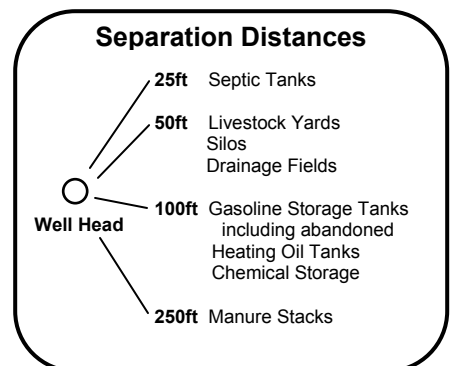 Separation Distances
25ft Septic Tanks
50ft Livestock Yards
Silos
Drainage Fields
Well Head
100ft Gasoline Storage Tanks
including abandoned
Heating Oil Tanks
Chemical Storage
250ft Manure Stacks